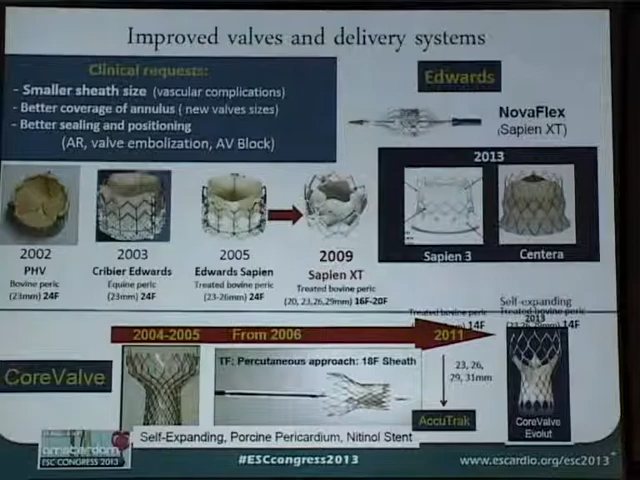 Improved valves and delivery systems
Clinical requests:
- Smaller sheath size (vascular complications)
- Better coverage of annulus ( new valves sizes)
- Better sealing and positioning
(AR, valve embolization, AV Block)
Edwards
NovaFlex
(Sapien XT)
2013
Sapien 3
Centera
2002
PHV
Bovine peric
(23mm) 24F
2003
Cribier Edwards
Equine peric
(23mm) 24F
2005
Edwards Sapien
Treated bovine peric
(23-26mm) 24F
2009
Sapien XT
Treated bovine peric
(20, 23,26,29mm) 16F-20F
Treated bovine peric
14F
Self-expanding
Treated bovine peric
14F
2004-2005
From 2006
2011
2013
CoreValve
TF: Percutaneous approach: 18F Sheath
23, 26,
29, 31mm
AccuTrak
CoreValve
Evolut
Self-Expanding, Porcine Pericardium, Nitinol Stent
amsterdam
ESC CONGRESS 2013
#ESCcongress2013
www.escardio.org/esc2013